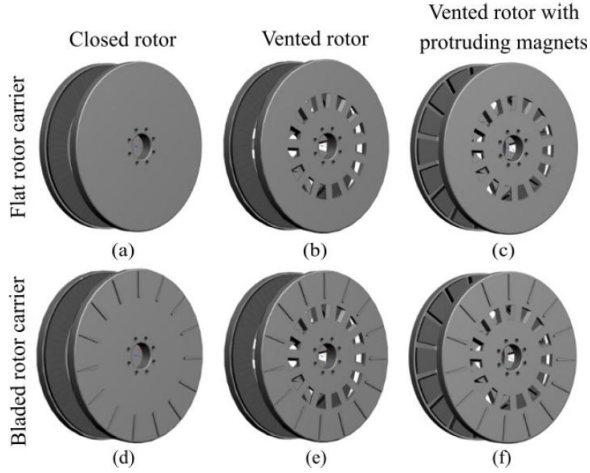 Closed rotor
Vented rotor
Vented rotor with
protruding magnets
Flat rotor carrier
(a)
(b)
(c)
Bladed rotor carrier
(d)
(e)
(f)